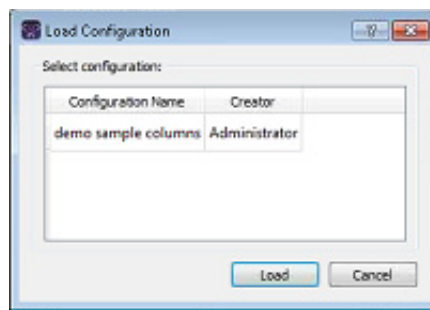 Load Configuration
Select configuration:
Configuration Name Creator
demo sample columns Administrator
Load Cancel